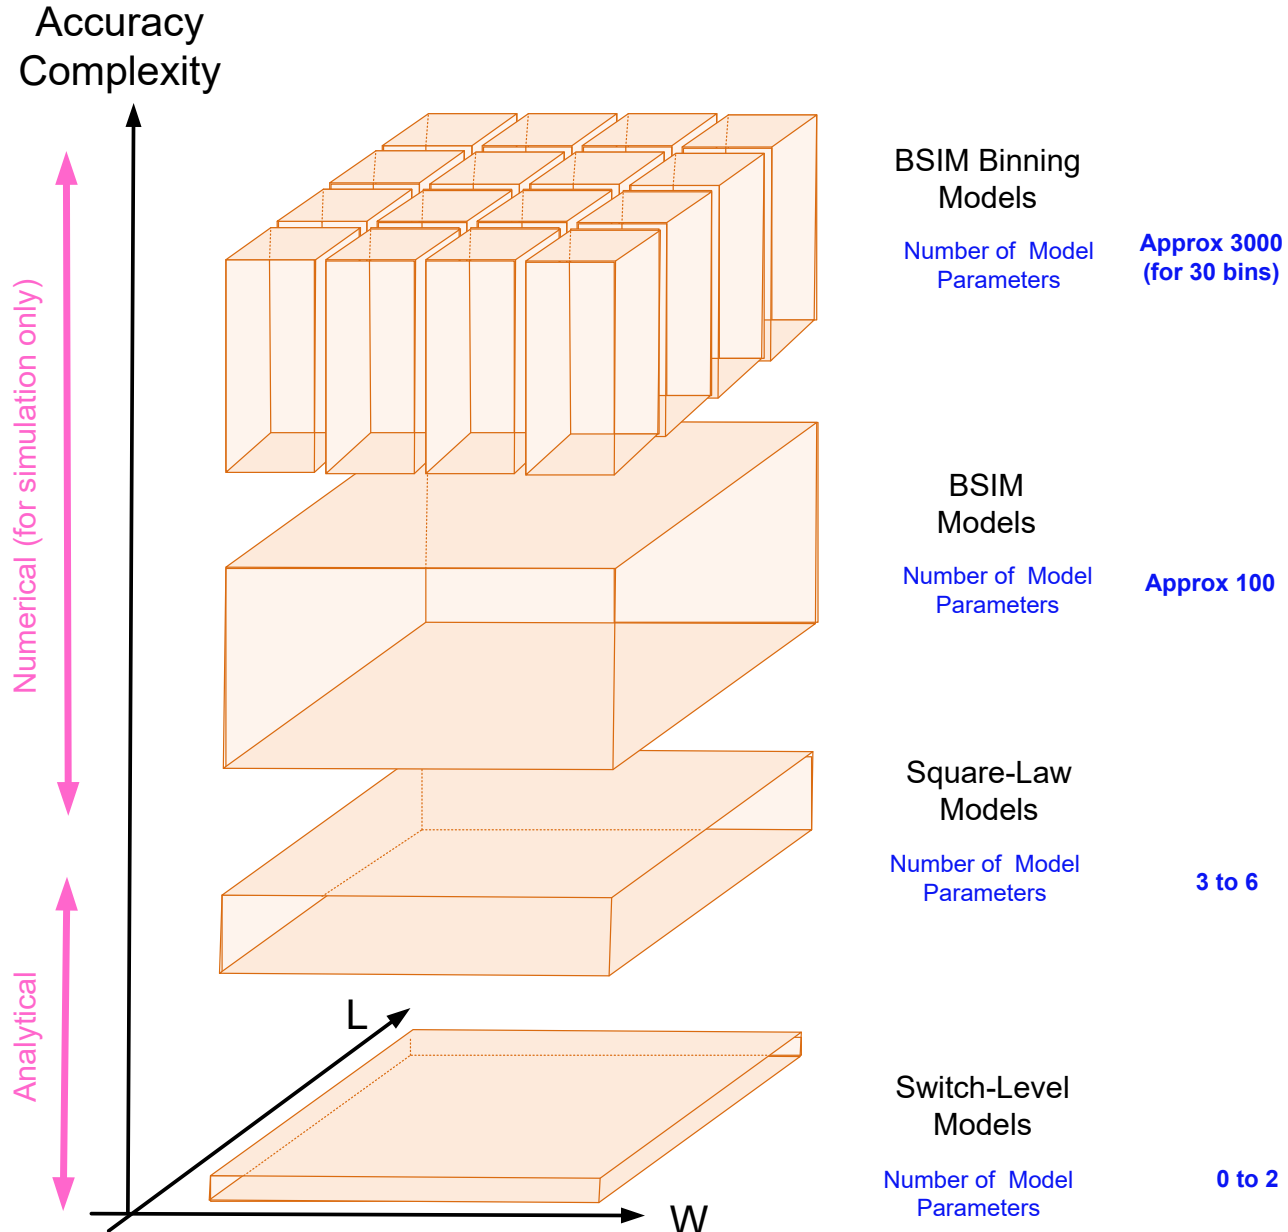 Accuracy
Complexity
Numerical (for simulation only)
Analytical
BSIM Binning
Models
Number of Model
Parameters
Approx 3000
(for 30 bins)
BSIM
Models
Number of Model
Parameters
Approx 100
Square-Law
Models
Number of Model
Parameters
3 to 6
L
Switch-Level
Models
Number of Model
Parameters
0 to 2
W